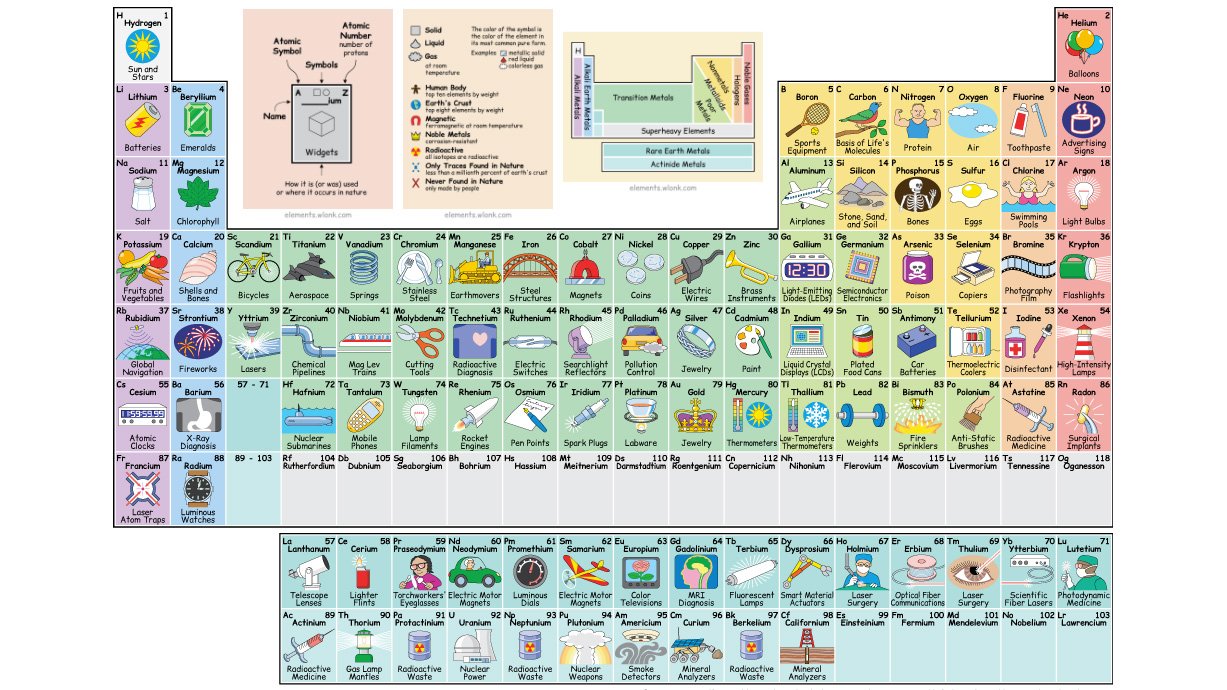 H 1
Hydrogen
Sun and
Stars
Atomic
Symbol
Atomic
Number
number of
protons
Symbols
A Z
____ium
Name
Widgets
How it is (or was) used
or where it occurs in nature
elements.wlonk.com
Solid
Liquid
Gas
at room
temperature
The color of the symbol is
the color of the element in
its most common pure form.
Examples
metallic solid
red liquid
colorless gas
Human Body
top ten elements by weight
Earth's Crust
top eight elements by weight
Magnetic
ferromagnetic at room temperature
Noble Metals
corrosion-resistant
Radioactive
all isotopes are radioactive
Only Traces Found in Nature
less than a millionth percent of earth's crust
Never Found in Nature
only made by people
elements.wlonk.com
H
Alkali Metals
Alkali Earth Metals
Transition Metals
Poor Metals
Metalloids
Nonmetals
Halogens
Noble Gases
Superheavy Elements
Rare Earth Metals
Actinide Metals
elements.wlonk.com
He 2
Helium
Balloons
Li 3
Lithium
Batteries
Be 4
Beryllium
Emeralds
B 5
Boron
Sports
Equipment
C 6
Carbon
Basis of Life's
Molecules
N 7
Nitrogen
Protein
O 8
Oxygen
Air
F 9
Fluorine
Toothpaste
Ne 10
Neon
Advertising
Signs
Na 11
Sodium
Salt
Mg 12
Magnesium
Chlorophyll
Al 13
Aluminum
Airplanes
Si 14
Silicon
Stone, Sand,
and Soil
P 15
Phosphorus
Bones
S 16
Sulfur
Eggs
Cl 17
Chlorine
Swimming
Pools
Ar 18
Argon
Light Bulbs
K 19
Potassium
Fruits and
Vegetables
Ca 20
Calcium
Shells and
Bones
Sc 21
Scandium
Bicycles
Ti 22
Titanium
Aerospace
V 23
Vanadium
Springs
Cr 24
Chromium
Stainless
Steel
Mn 25
Manganese
Earthmovers
Fe 26
Iron
Steel
Structures
Co 27
Cobalt
Magnets
Ni 28
Nickel
Coins
Cu 29
Copper
Electric
Wires
Zn 30
Zinc
Brass
Instruments
Ga 31
Gallium
12:30
Light-Emitting
Diodes (LEDs)
Ge 32
Germanium
Semiconductor
Electronics
As 33
Arsenic
Poison
Se 34
Selenium
Copiers
Br 35
Bromine
Photography
Film
Kr 36
Krypton
Flashlights
Rb 37
Rubidium
Global
Navigation
Sr 38
Strontium
Fireworks
Y 39
Yttrium
Lasers
Zr 40
Zirconium
Chemical
Pipelines
Nb 41
Niobium
Mag Lev
Trains
Mo 42
Molybdenum
Cutting
Tools
Tc 43
Technetium
Radioactive
Diagnosis
Ru 44
Ruthenium
Electric
Switches
Rh 45
Rhodium
Searchlight
Reflectors
Pd 46
Palladium
Pollution
Control
Ag 47
Silver
Jewelry
Cd 48
Cadmium
Paint
In 49
Indium
Liquid Crystal
Displays (LCDs)
Sn 50
Tin
Plated
Food Cans
Sb 51
Antimony
Car
Batteries
Te 52
Tellurium
Thermoelectric
Coolers
I 53
Iodine
Disinfectant
Xe 54
Xenon
High-Intensity
Lamps
Cs 55
Cesium
1:59:59.99
Atomic
Clocks
Ba 56
Barium
X-Ray
Diagnosis
57 - 71
Hf 72
Hafnium
Nuclear
Submarines
Ta 73
Tantalum
Mobile
Phones
W 74
Tungsten
Lamp
Filaments
Re 75
Rhenium
Rocket
Engines
Os 76
Osmium
Pen Points
Ir 77
Iridium
Spark Plugs
Pt 78
Platinum
Labware
Au 79
Gold
Jewelry
Hg 80
Mercury
Thermometers
Tl 81
Thallium
Low-Temperature
Thermometers
Pb 82
Lead
Weights
Bi 83
Bismuth
Fire
Sprinklers
Po 84
Polonium
Anti-Static
Brushes
At 85
Astatine
Radioactive
Medicine
Rn 86
Radon
Surgical
Implants
Fr 87
Francium
Laser
Atom Traps
Ra 88
Radium
Luminous
Watches
89 - 103
Rf 104
Rutherfordium
Db 105
Dubnium
Sg 106
Seaborgium
Bh 107
Bohrium
Hs 108
Hassium
Mt 109
Meitnerium
Ds 110
Darmstadtium
Rg 111
Roentgenium
Cn 112
Copernicium
Nh 113
Nihonium
Fl 114
Flerovium
Mc 115
Moscovium
Lv 116
Livermorium
Ts 117
Tennessine
Og 118
Oganesson
La 57
Lanthanum
Telescope
Lenses
Ce 58
Cerium
Lighter
Flints
Pr 59
Praseodymium
Torchworkers'
Eyeglasses
Nd 60
Neodymium
Electric Motor
Magnets
Pm 61
Promethium
Luminous
Dials
Sm 62
Samarium
Electric Motor
Magnets
Eu 63
Europium
Color
Televisions
Gd 64
Gadolinium
MRI
Diagnosis
Tb 65
Terbium
Fluorescent
Lamps
Dy 66
Dysprosium
Smart Material
Actuators
Ho 67
Holmium
Laser
Surgery
Er 68
Erbium
Optical Fiber
Communications
Tm 69
Thulium
Laser
Surgery
Yb 70
Ytterbium
Scientific
Fiber Lasers
Lu 71
Lutetium
Photodynamic
Medicine
Ac 89
Actinium
Radioactive
Medicine
Th 90
Thorium
Gas Lamp
Mantles
Pa 91
Protactinium
Radioactive
Waste
U 92
Uranium
Nuclear
Power
Np 93
Neptunium
Radioactive
Waste
Pu 94
Plutonium
Nuclear
Weapons
Am 95
Americium
Smoke
Detectors
Cm 96
Curium
Mineral
Analyzers
Bk 97
Berkelium
Radioactive
Waste
Cf 98
Californium
Mineral
Analyzers
Es 99
Einsteinium
Fm 100
Fermium
Md 101
Mendelevium
No 102
Nobelium
Lr 103
Lawrencium